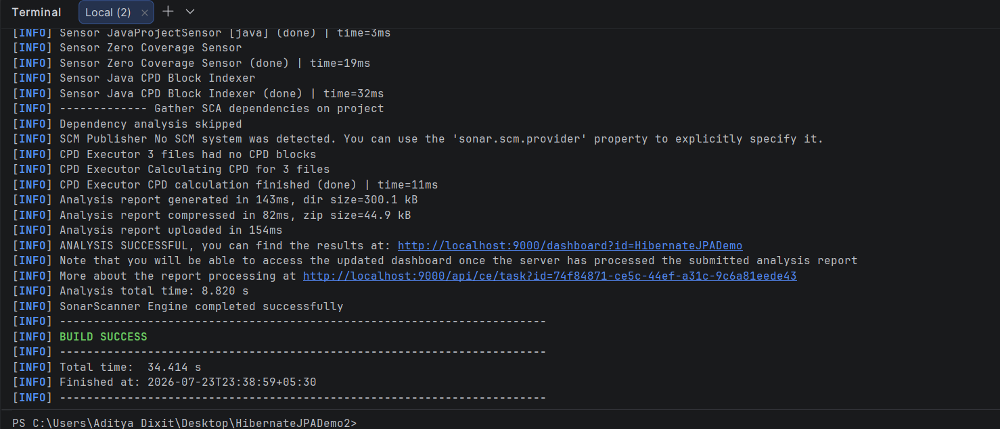 Terminal Local (2) × +
[INFO] Sensor JavaProjectSensor [java] (done) | time=3ms
[INFO] Sensor Zero Coverage Sensor
[INFO] Sensor Zero Coverage Sensor (done) | time=19ms
[INFO] Sensor Java CPD Block Indexer
[INFO] Sensor Java CPD Block Indexer (done) | time=32ms
[INFO] ------------- Gather SCA dependencies on project
[INFO] Dependency analysis skipped
[INFO] SCM Publisher No SCM system was detected. You can use the 'sonar.scm.provider' property to explicitly specify it.
[INFO] CPD Executor 3 files had no CPD blocks
[INFO] CPD Executor Calculating CPD for 3 files
[INFO] CPD Executor CPD calculation finished (done) | time=11ms
[INFO] Analysis report generated in 143ms, dir size=300.1 kB
[INFO] Analysis report compressed in 82ms, zip size=44.9 kB
[INFO] Analysis report uploaded in 154ms
[INFO] ANALYSIS SUCCESSFUL, you can find the results at: http://localhost:9000/dashboard?id=HibernateJPADemo
[INFO] Note that you will be able to access the updated dashboard once the server has processed the submitted analysis report
[INFO] More about the report processing at http://localhost:9000/api/ce/task?id=74f84871-ce5c-44ef-a31c-9c6a81eede43
[INFO] Analysis total time: 8.820 s
[INFO] SonarScanner Engine completed successfully
[INFO] ------------------------------------------------------------------------
[INFO] BUILD SUCCESS
[INFO] ------------------------------------------------------------------------
[INFO] Total time:  34.414 s
[INFO] Finished at: 2026-07-23T23:38:59+05:30
[INFO] ------------------------------------------------------------------------
PS C:\Users\Aditya Dixit\Desktop\HibernateJPADemo2>